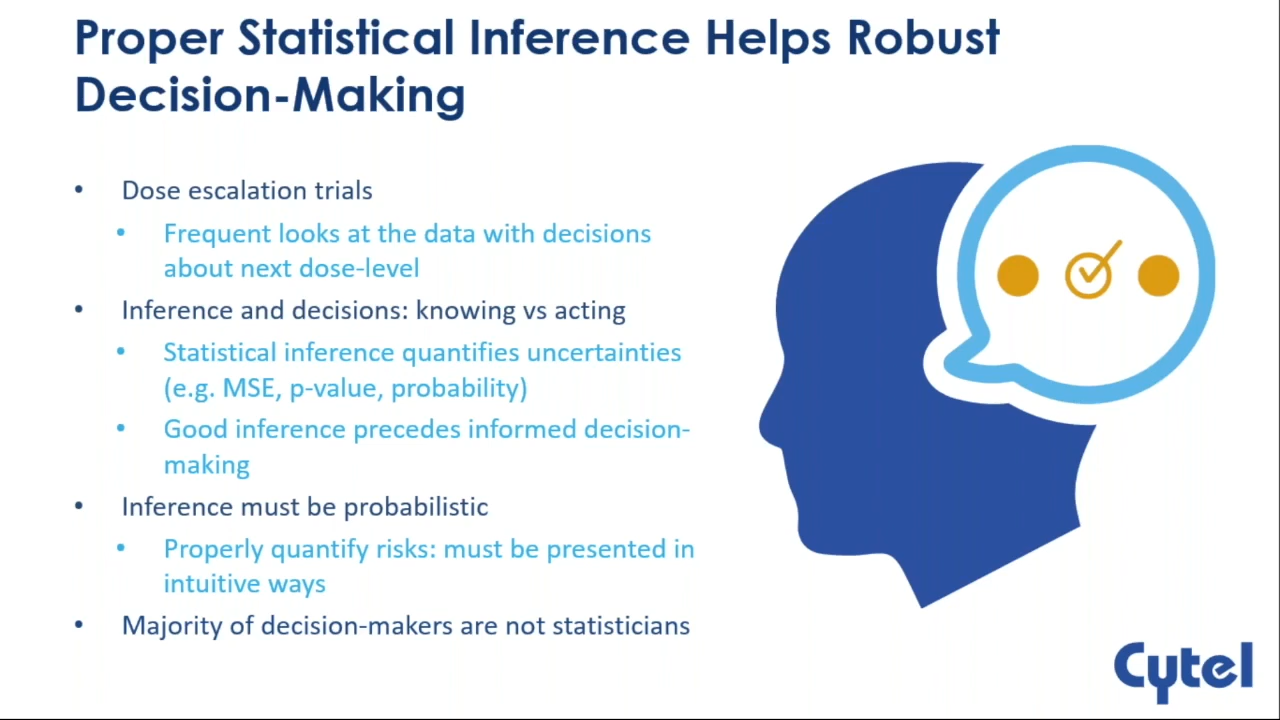 Proper Statistical Inference Helps Robust
Decision-Making
• Dose escalation trials
• Frequent looks at the data with decisions
about next dose-level
• Inference and decisions: knowing vs acting
• Statistical inference quantifies uncertainties
(e.g. MSE, p-value, probability)
• Good inference precedes informed decision-
making
• Inference must be probabilistic
• Properly quantify risks: must be presented in
intuitive ways
• Majority of decision-makers are not statisticians
Cytel